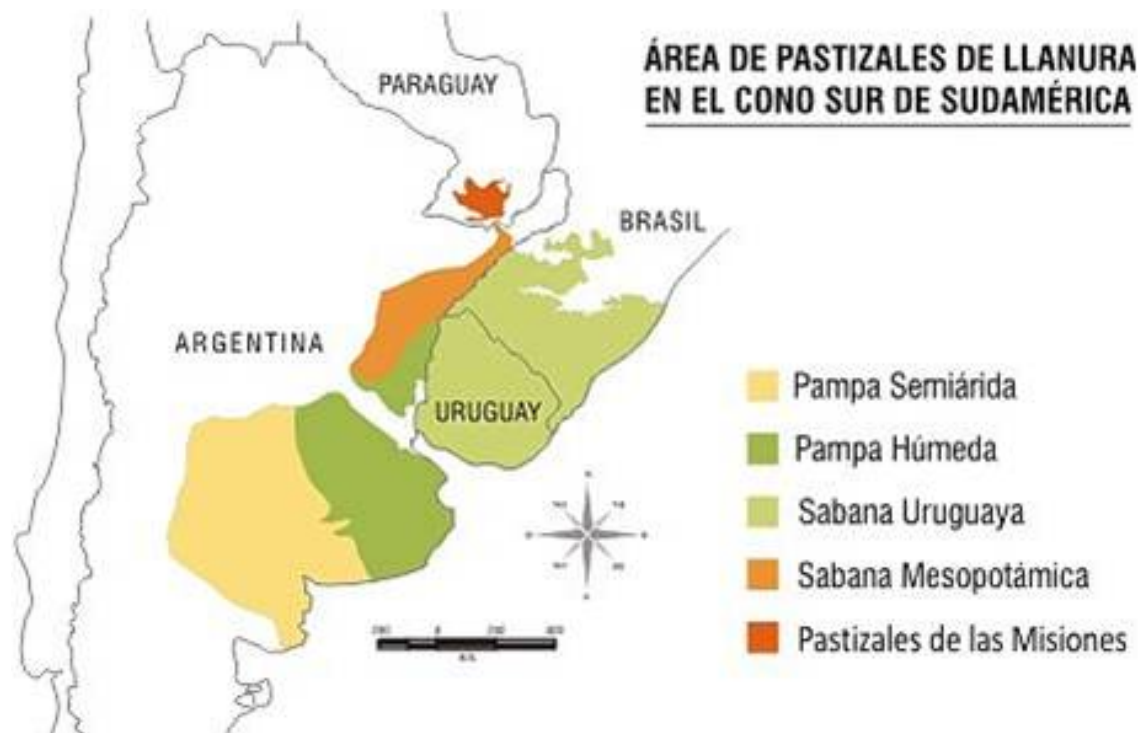 ÁREA DE PASTIZALES DE LLANURA
EN EL CONO SUR DE SUDAMÉRICA
PARAGUAY
BRASIL
ARGENTINA
URUGUAY
Pampa Semiárida
Pampa Húmeda
Sabana Uruguaya
Sabana Mesopotámica
Pastizales de las Misiones